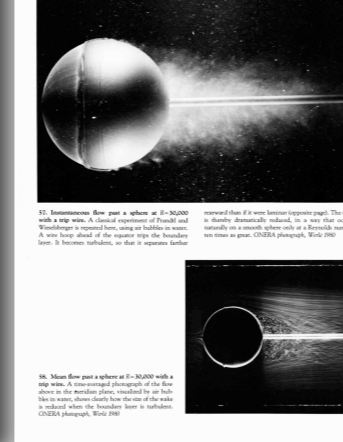 57. Instantaneous flow past a sphere at R=30,000
with a trip wire. A classical experiment of Prandtl and
Wieselsberger is repeated here, using air bubbles in water.
A wire hoop ahead of the equator trips the boundary
layer. It becomes turbulent, so that it separates farther
rearward than if it were laminar (opposite page). The
is thereby dramatically reduced, in a way that
naturally on a smooth sphere only at a Reynolds
ten times as great. ONERA photograph, Werlé 1980
58. Mean flow past a sphere at R=30,000 with a
trip wire. A time-averaged photograph of the flow
above in the meridian plane, visualized by air bub-
bles in water, shows clearly how the size of the wake
is reduced when the boundary layer is turbulent.
ONERA photograph, Werlé 1980